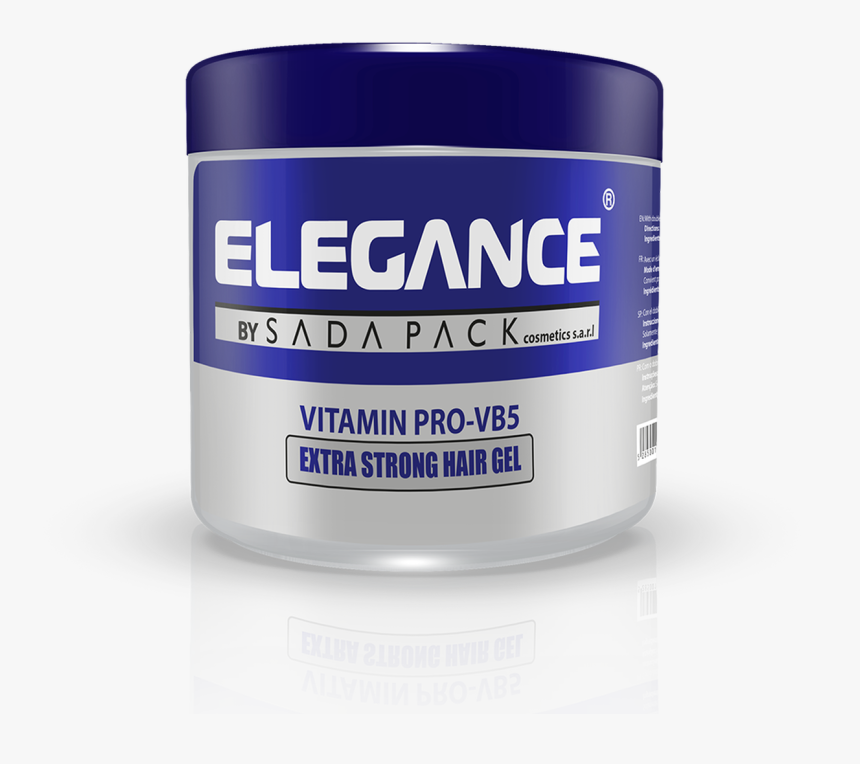 ELEGANCE®
BY SADA PACK cosmetics s.a.r.l
VITAMIN PRO-VB5
EXTRA STRONG HAIR GEL